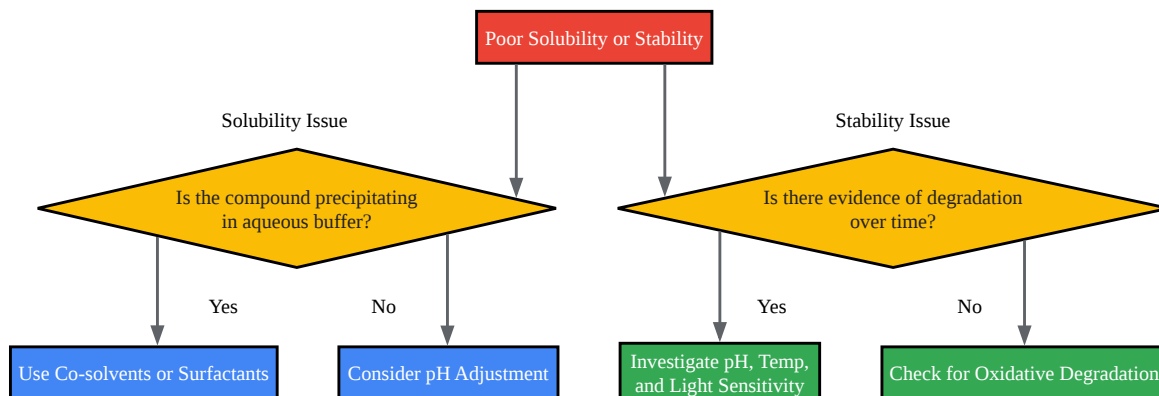 Poor Solubility or Stability
Solubility Issue
Stability Issue
Is the compound precipitating
in aqueous buffer?
Is there evidence of degradation
over time?
Yes
No
Yes
No
Use Co-solvents or Surfactants
Consider pH Adjustment
Investigate pH, Temp,
and Light Sensitivity
Check for Oxidative Degradation